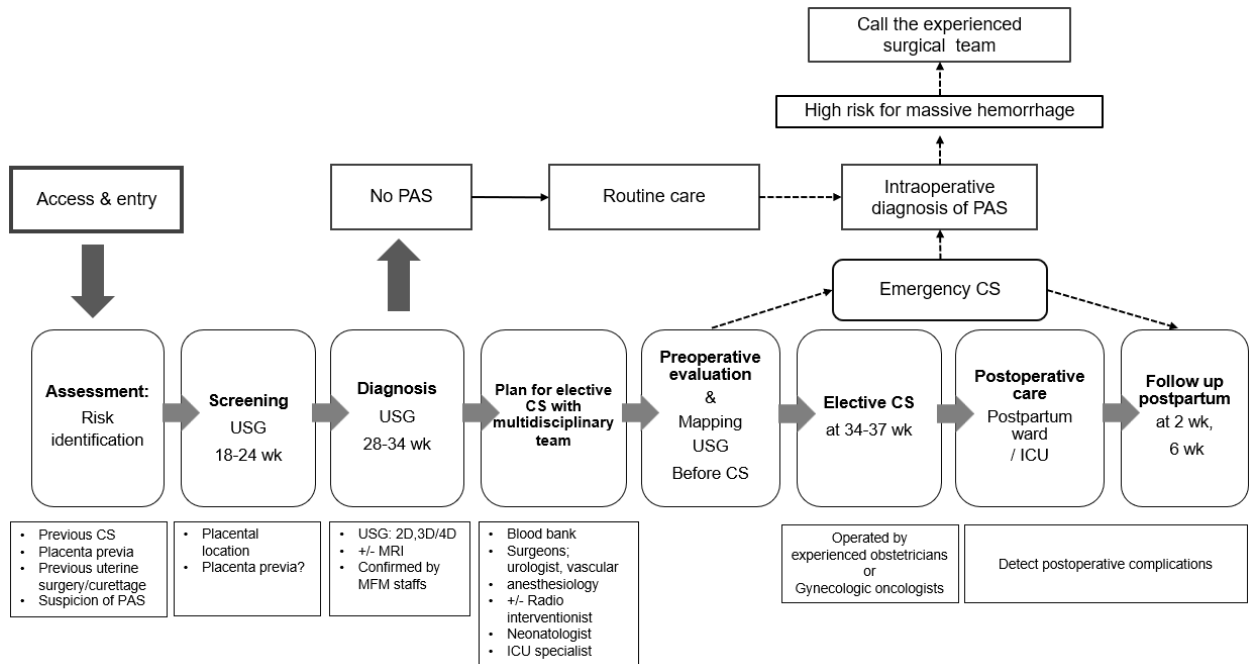 Call the experienced
surgical team
High risk for massive hemorrhage
Access & entry
No PAS
Routine care
Intraoperative
diagnosis of PAS
Emergency CS
Assessment:
Risk
identification
Screening
USG
18-24 wk
Diagnosis
USG
28-34 wk
Plan for elective
CS with
multidisciplinary
team
Preoperative
evaluation
&
Mapping
USG
Before CS
Elective CS
at 34-37 wk
Postoperative
care
Postpartum
ward
/ ICU
Follow up
postpartum
at 2 wk,
6 wk
• Previous CS
• Placenta previa
• Previous uterine
surgery/curettage
• Suspicion of PAS
• Placental
location
• Placenta previa?
• USG: 2D,3D/4D
• +/- MRI
• Confirmed by
MFM staffs
• Blood bank
• Surgeons;
urologist, vascular
• anesthesiology
• +/- Radio
interventionist
• Neonatologist
• ICU specialist
Operated by
experienced obstetricians
or
Gynecologic oncologists
Detect postoperative complications